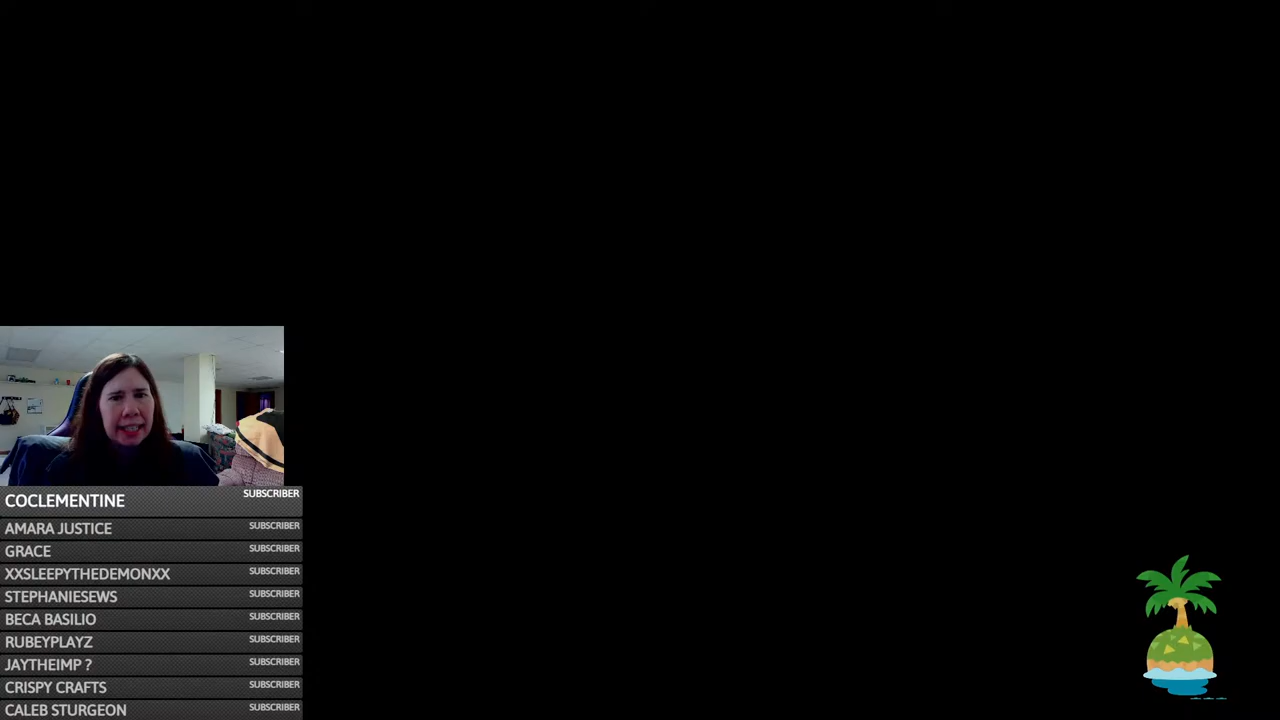 COCLEMENTINE SUBSCRIBER
AMARA JUSTICE SUBSCRIBER
GRACE SUBSCRIBER
XXSLEEPYTHEDEMONXX SUBSCRIBER
STEPHANIESEWS SUBSCRIBER
BECA BASILIO SUBSCRIBER
RUBEYPLAYZ SUBSCRIBER
JAYTHEIMP ? SUBSCRIBER
CRISPY CRAFTS SUBSCRIBER
CALEB STURGEON SUBSCRIBER